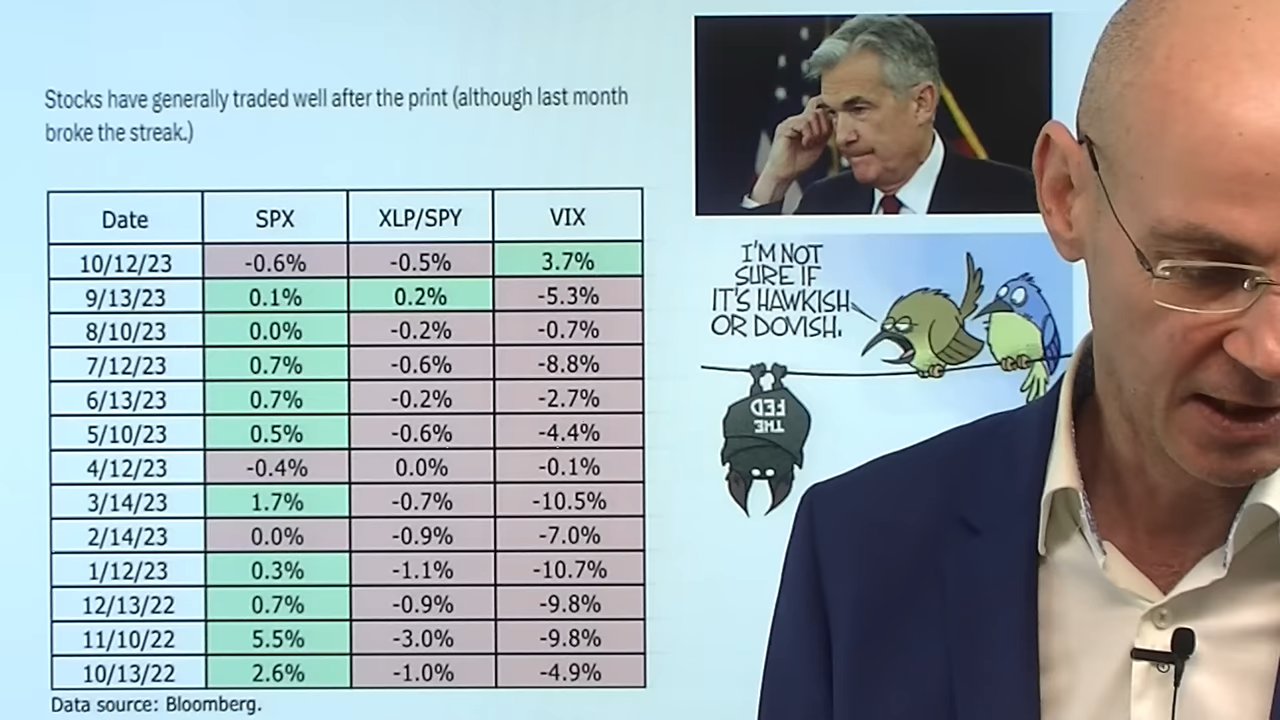 Stocks have generally traded well after the print (although last month
broke the streak.)
Date SPX XLP/SPY VIX
10/12/23 -0.6% -0.5% 3.7%
9/13/23 0.1% 0.2% -5.3%
8/10/23 0.0% -0.2% -0.7%
7/12/23 0.7% -0.6% -8.8%
6/13/23 0.7% -0.2% -2.7%
5/10/23 0.5% -0.6% -4.4%
4/12/23 -0.4% 0.0% -0.1%
3/14/23 1.7% -0.7% -10.5%
2/14/23 0.0% -0.9% -7.0%
1/12/23 0.3% -1.1% -10.7%
12/13/22 0.7% -0.9% -9.8%
11/10/22 5.5% -3.0% -9.8%
10/13/22 2.6% -1.0% -4.9%
Data source: Bloomberg.
I'M NOT
SURE IF
IT'S HAWKISH
OR DOVISH.
THE
FED